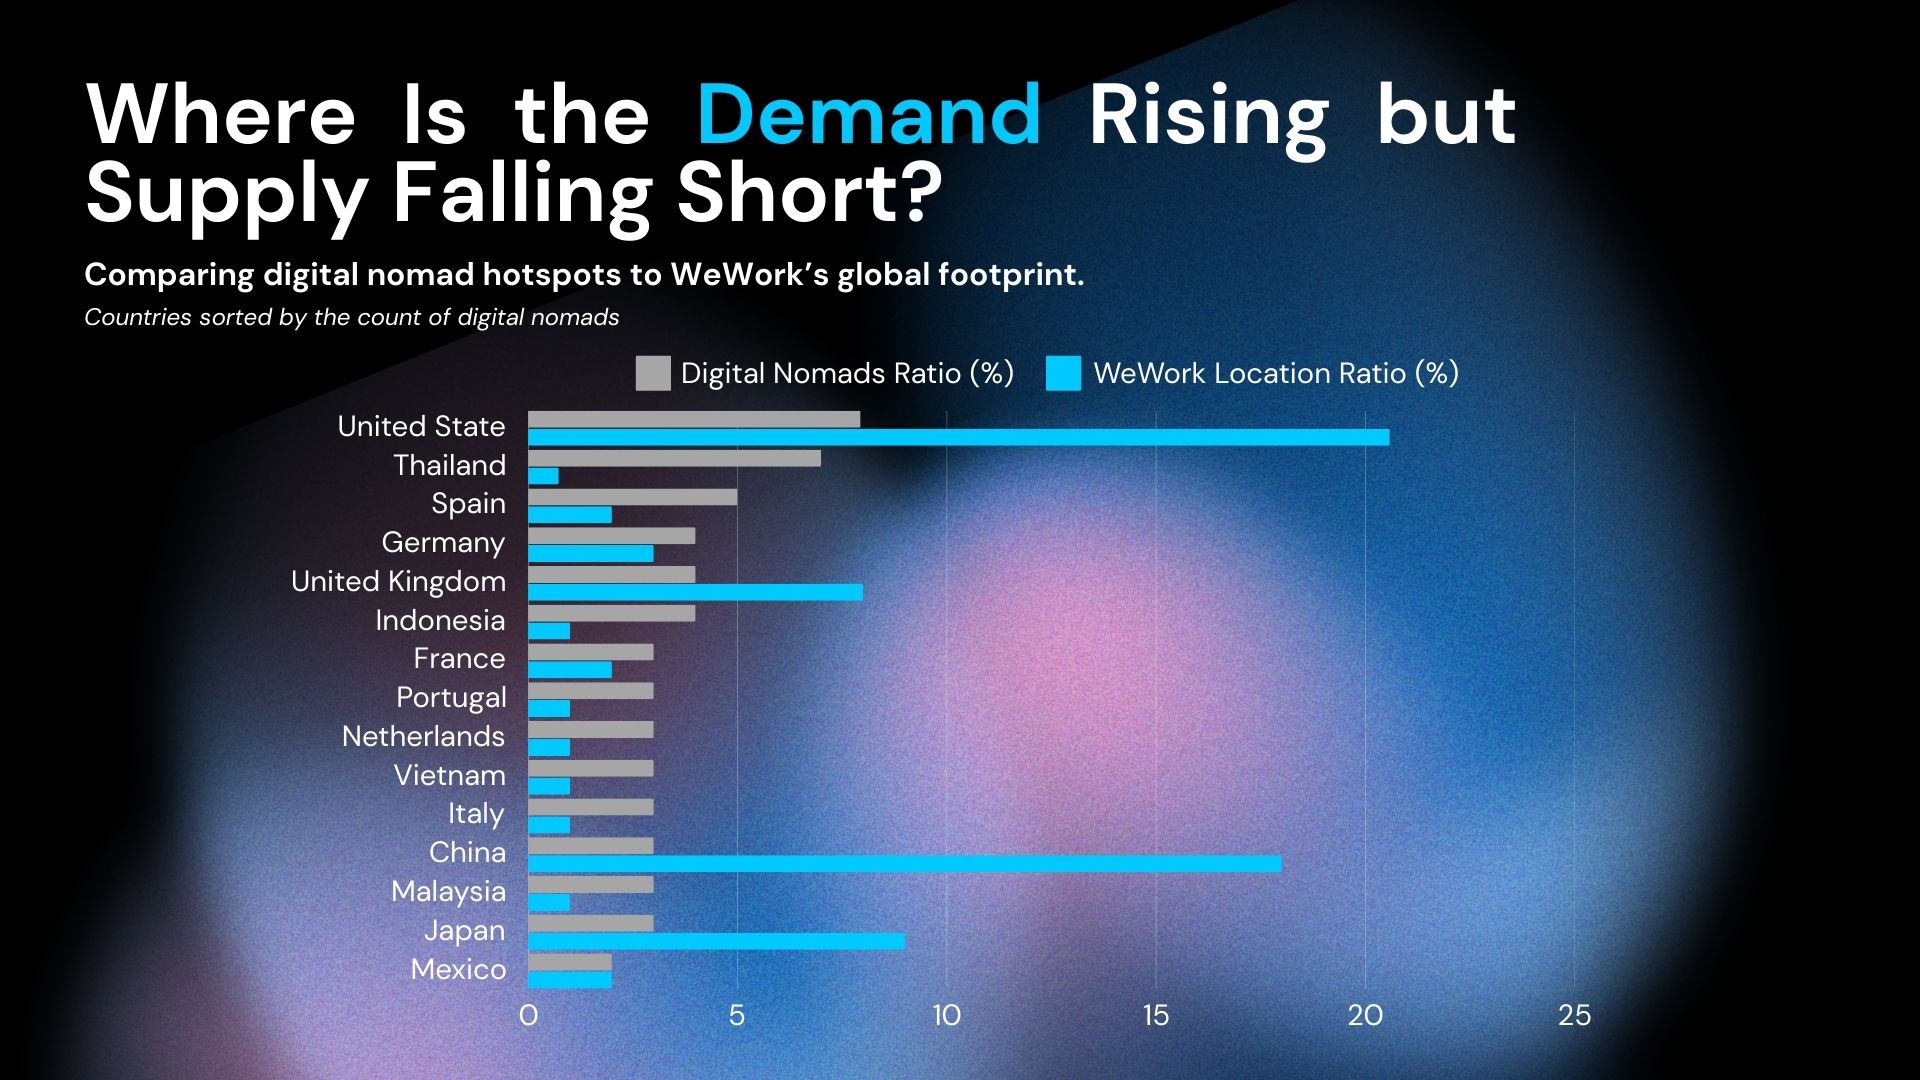 Where Is the Demand Rising but
Supply Falling Short?
Comparing digital nomad hotspots to WeWork’s global footprint.
Countries sorted by the count of digital nomads
Digital Nomads Ratio (%) WeWork Location Ratio (%)
United State
Thailand
Spain
Germany
United Kingdom
Indonesia
France
Portugal
Netherlands
Vietnam
Italy
China
Malaysia
Japan
Mexico
0 5 10 15 20 25